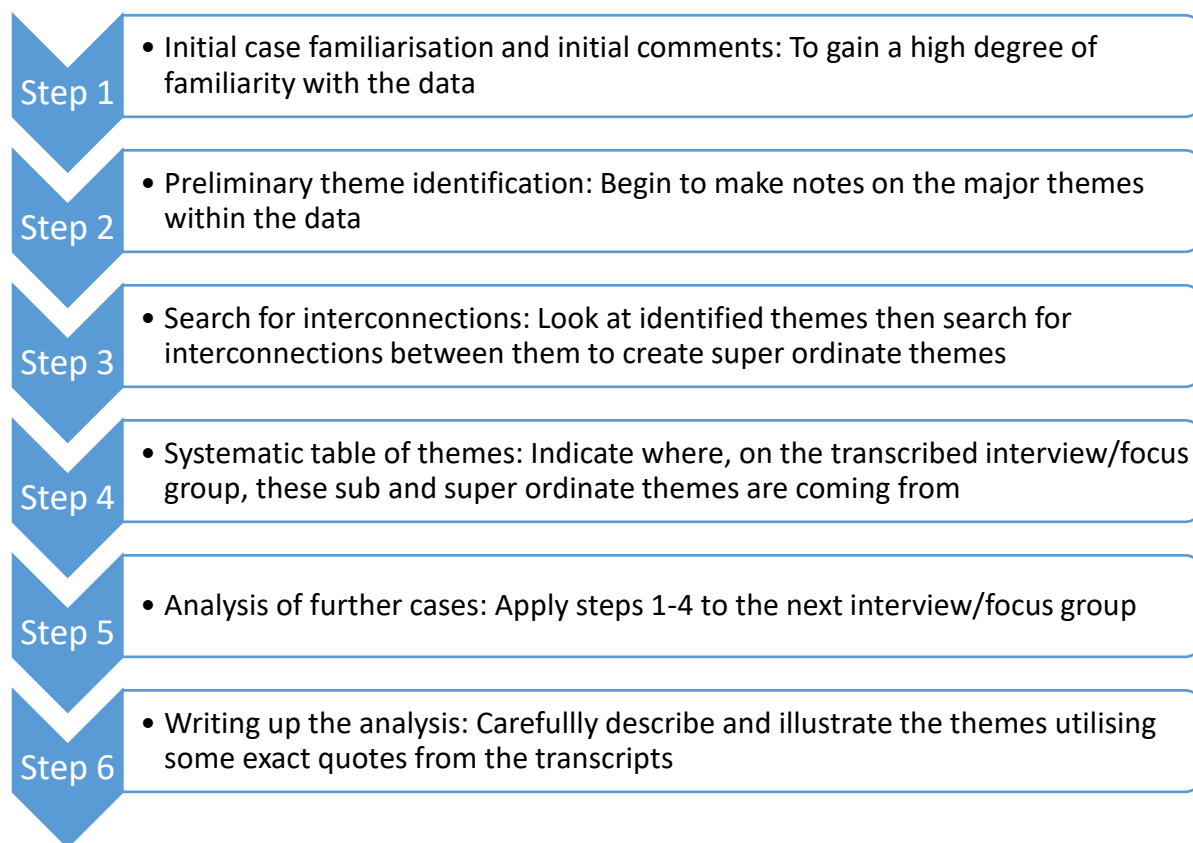 Step 1
• Initial case familiarisation and initial comments: To gain a high degree of
familiarity with the data
Step 2
• Preliminary theme identification: Begin to make notes on the major themes
within the data
Step 3
• Search for interconnections: Look at identified themes then search for
interconnections between them to create super ordinate themes
Step 4
• Systematic table of themes: Indicate where, on the transcribed interview/focus
group, these sub and super ordinate themes are coming from
Step 5
• Analysis of further cases: Apply steps 1-4 to the next interview/focus group
Step 6
• Writing up the analysis: Carefullly describe and illustrate the themes utilising
some exact quotes from the transcripts